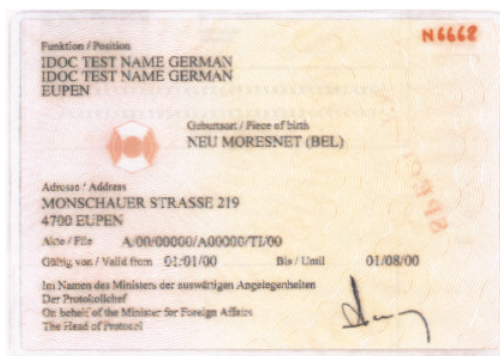 N6668
Funktion / Position
IDOC TEST NAME GERMAN
IDOC TEST NAME GERMAN
EUPEN
Geburtsort / Piece of birth
NEU MORESNET (BEL)
Adresse / Address
MONSCHAUER STRASSE 219
4700 EUPEN
Akte / File A/00/00000/A00000/TI/00
Gültig von / Valid from 01/01/00 Bis / Until 01/08/00
Im Namen des Ministers der auswärtigen Angelegenheiten
Der Protokollchef
On behalf of the Minister for Foreign Affairs
The Head of Protocol